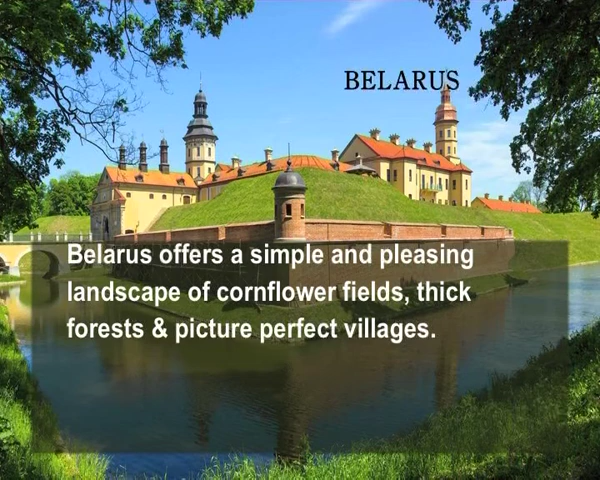 BELARUS
Belarus offers a simple and pleasing
landscape of cornflower fields, thick
forests & picture perfect villages.